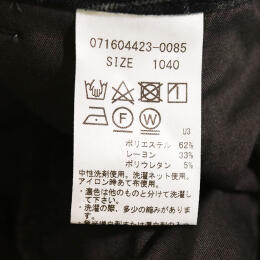 071604423-0085
SIZE 1040
F W
U3
ポリエステル 62%
レーヨン 33%
ポリウレタン 5%
中性洗剤使用。洗濯ネット使用。
アイロン時あて布使用。
・濃色は他のものと分けて洗濯し
て下さい。
・洗濯の際、多少の縮みがありま
す。